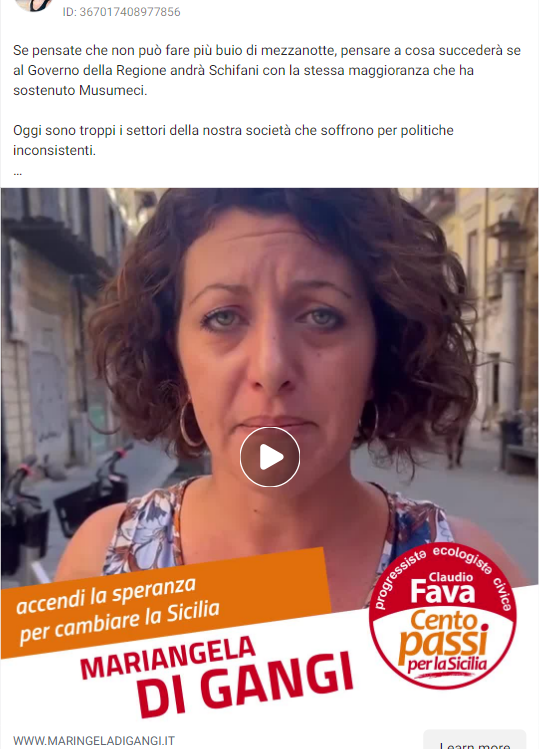 ID: 367017408977856
Se pensate che non può fare più buio di mezzanotte, pensare a cosa succederà se
al Governo della Regione andrà Schifani con la stessa maggioranza che ha
sostenuto Musumeci.
Oggi sono troppi i settori della nostra società che soffrono per politiche
inconsistenti.
...
accendi la speranza
per cambiare la Sicilia
MARIANGELA
DI GANGI
progressistə ecologistə civicə
Claudio
Fava
Cento
passi
per la Sicilia
WWW.MARINGELADIGANGI.IT
Learn more